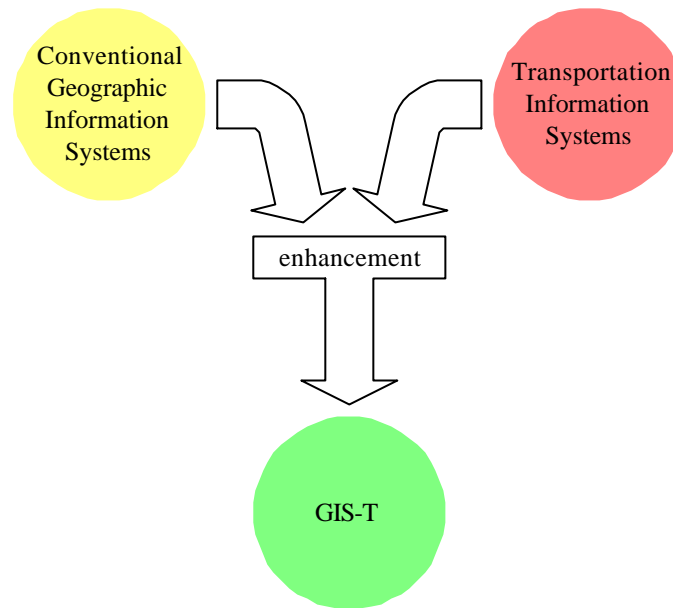 Conventional
Geographic
Information
Systems
Transportation
Information
Systems
enhancement
GIS-T